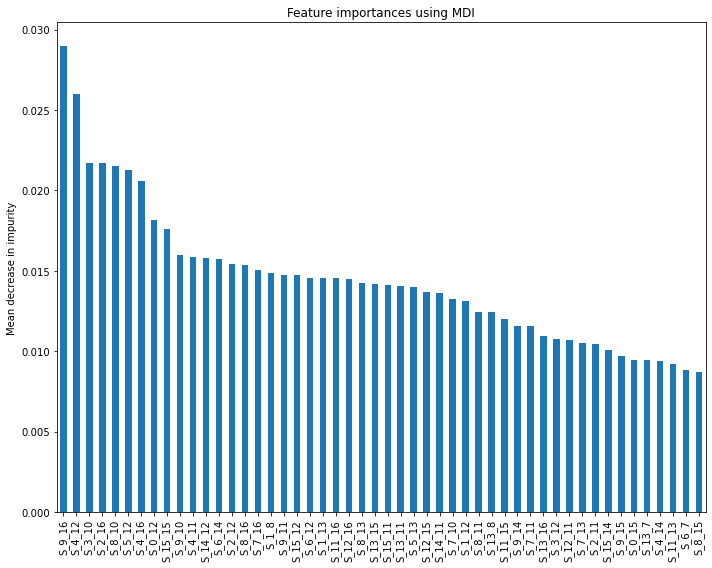 Feature importances using MDI
0.030
0.025
0.020
0.015
0.010
0.005
0.000
Mean decrease in impurity
S_9_16
S_4_12
S_3_10
S_2_16
S_8_10
S_5_12
S_4_16
S_0_12
S_15_15
S_9_10
S_4_11
S_14_12
S_6_14
S_2_12
S_8_16
S_7_16
S_1_8
S_9_11
S_15_12
S_6_12
S_1_13
S_11_16
S_12_16
S_8_13
S_13_15
S_15_11
S_13_11
S_5_13
S_12_15
S_14_11
S_7_10
S_1_12
S_8_11
S_13_8
S_11_15
S_9_14
S_7_11
S_13_16
S_3_12
S_12_11
S_7_13
S_2_11
S_15_14
S_9_15
S_0_15
S_13_7
S_4_14
S_11_13
S_6_7
S_8_15